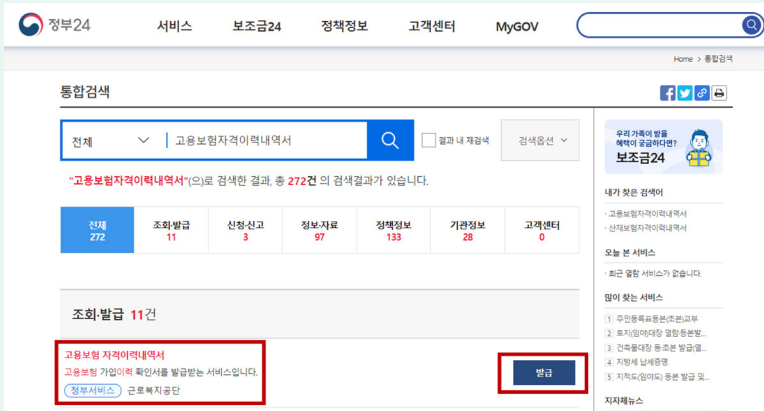 정부24 서비스 보조금24 정책정보 고객센터 MyGOV
Home > 통합검색
통합검색
전체 고용보험자격이력내역서 결과 내 재검색 검색옵션
"고용보험자격이력내역서"(으)로 검색한 결과, 총 272건 의 검색결과가 있습니다.
전체 조회·발급 신청·신고 정보·자료 정책정보 기관정보 고객센터
272 11 3 97 133 28 0
조회·발급 11건
고용보험 자격이력내역서
고용보험 가입이력 확인서를 발급받는 서비스입니다.
정부서비스 근로복지공단
발급
우리 가족이 받을
혜택이 궁금하다면?
보조금24
내가 찾은 검색어
· 고용보험자격이력내역서
· 산재보험자격이력내역서
오늘 본 서비스
· 최근 열람 서비스가 없습니다.
많이 찾는 서비스
1 주민등록표등본(초본)교부
2 토지(임야)대장 열람·등본발...
3 건축물대장 등·초본 발급(열...
4 지방세 납세증명
5 지적도(임야도) 등본 발급 및...
지자체뉴스